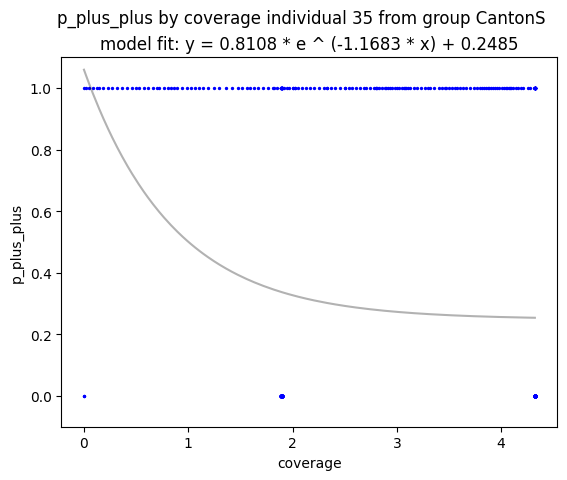 p_plus_plus by coverage individual 35 from group CantonS
model fit: y = 0.8108 * e ^ (-1.1683 * x) + 0.2485
1.0
0.8
0.6
0.4
0.2
0.0
p_plus_plus
0 1 2 3 4
coverage